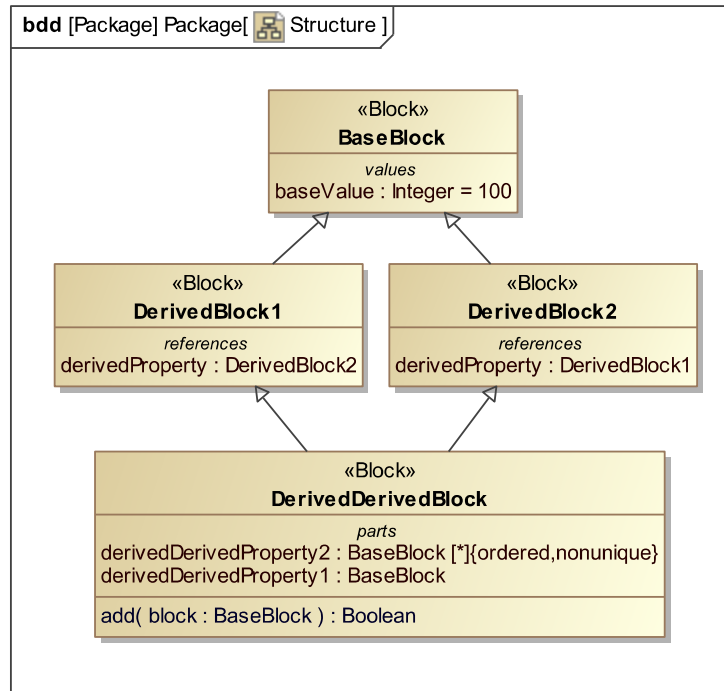 bdd [Package] Package[ Structure ]
«Block»
BaseBlock
values
baseValue : Integer = 100
«Block»
DerivedBlock1
references
derivedProperty : DerivedBlock2
«Block»
DerivedBlock2
references
derivedProperty : DerivedBlock1
«Block»
DerivedDerivedBlock
parts
derivedDerivedProperty2 : BaseBlock [*]{ordered,nonunique}
derivedDerivedProperty1 : BaseBlock
add( block : BaseBlock ) : Boolean